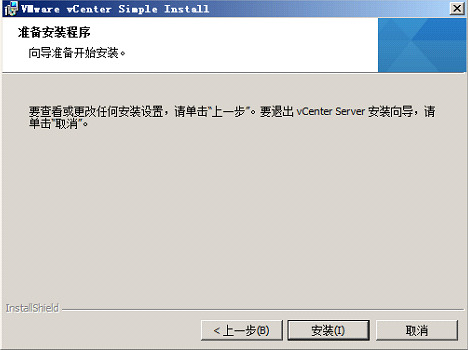 VMware vCenter Simple Install
准备安装程序
向导准备开始安装。
要查看或更改任何安装设置，请单击“上一步”。要退出 vCenter Server 安装向导，请
单击“取消”。
InstallShield
< 上一步(B)
安装(I)
取消